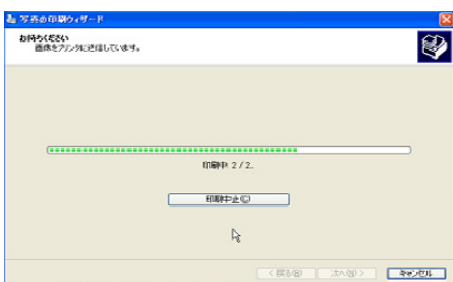 写真の印刷ウィザード
お待ちください
画像をプリンタに送信しています。
印刷中: 2 / 2..
印刷中止(C)
< 戻る(B)
次へ(N) >
キャンセル